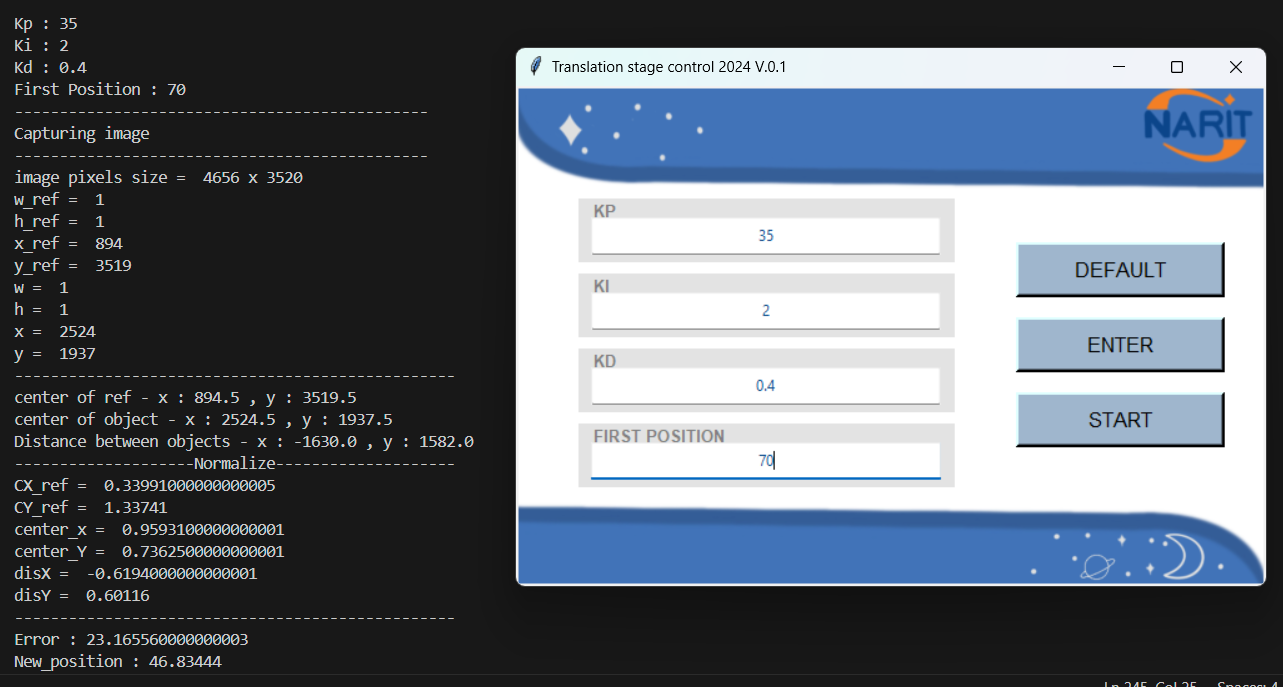 Kp : 35
Ki : 2
Kd : 0.4
First Position : 70
----------------------------------------------
Capturing image
----------------------------------------------
image pixels size =  4656 x 3520
w_ref =  1
h_ref =  1
x_ref =  894
y_ref =  3519
w =  1
h =  1
x =  2524
y =  1937
-------------------------------------------------
center of ref - x : 894.5 , y : 3519.5
center of object - x : 2524.5 , y : 1937.5
Distance between objects - x : -1630.0 , y : 1582.0
--------------------Normalize--------------------
CX_ref =  0.33991000000000005
CY_ref =  1.33741
center_x =  0.9593100000000001
center_Y =  0.7362500000000001
disX =  -0.6194000000000001
disY =  0.60116
-------------------------------------------------
Error : 23.165560000000003
New_position : 46.83444
Translation stage control 2024 V.0.1
NARIT
KP
35
KI
2
KD
0.4
FIRST POSITION
70
DEFAULT
ENTER
START